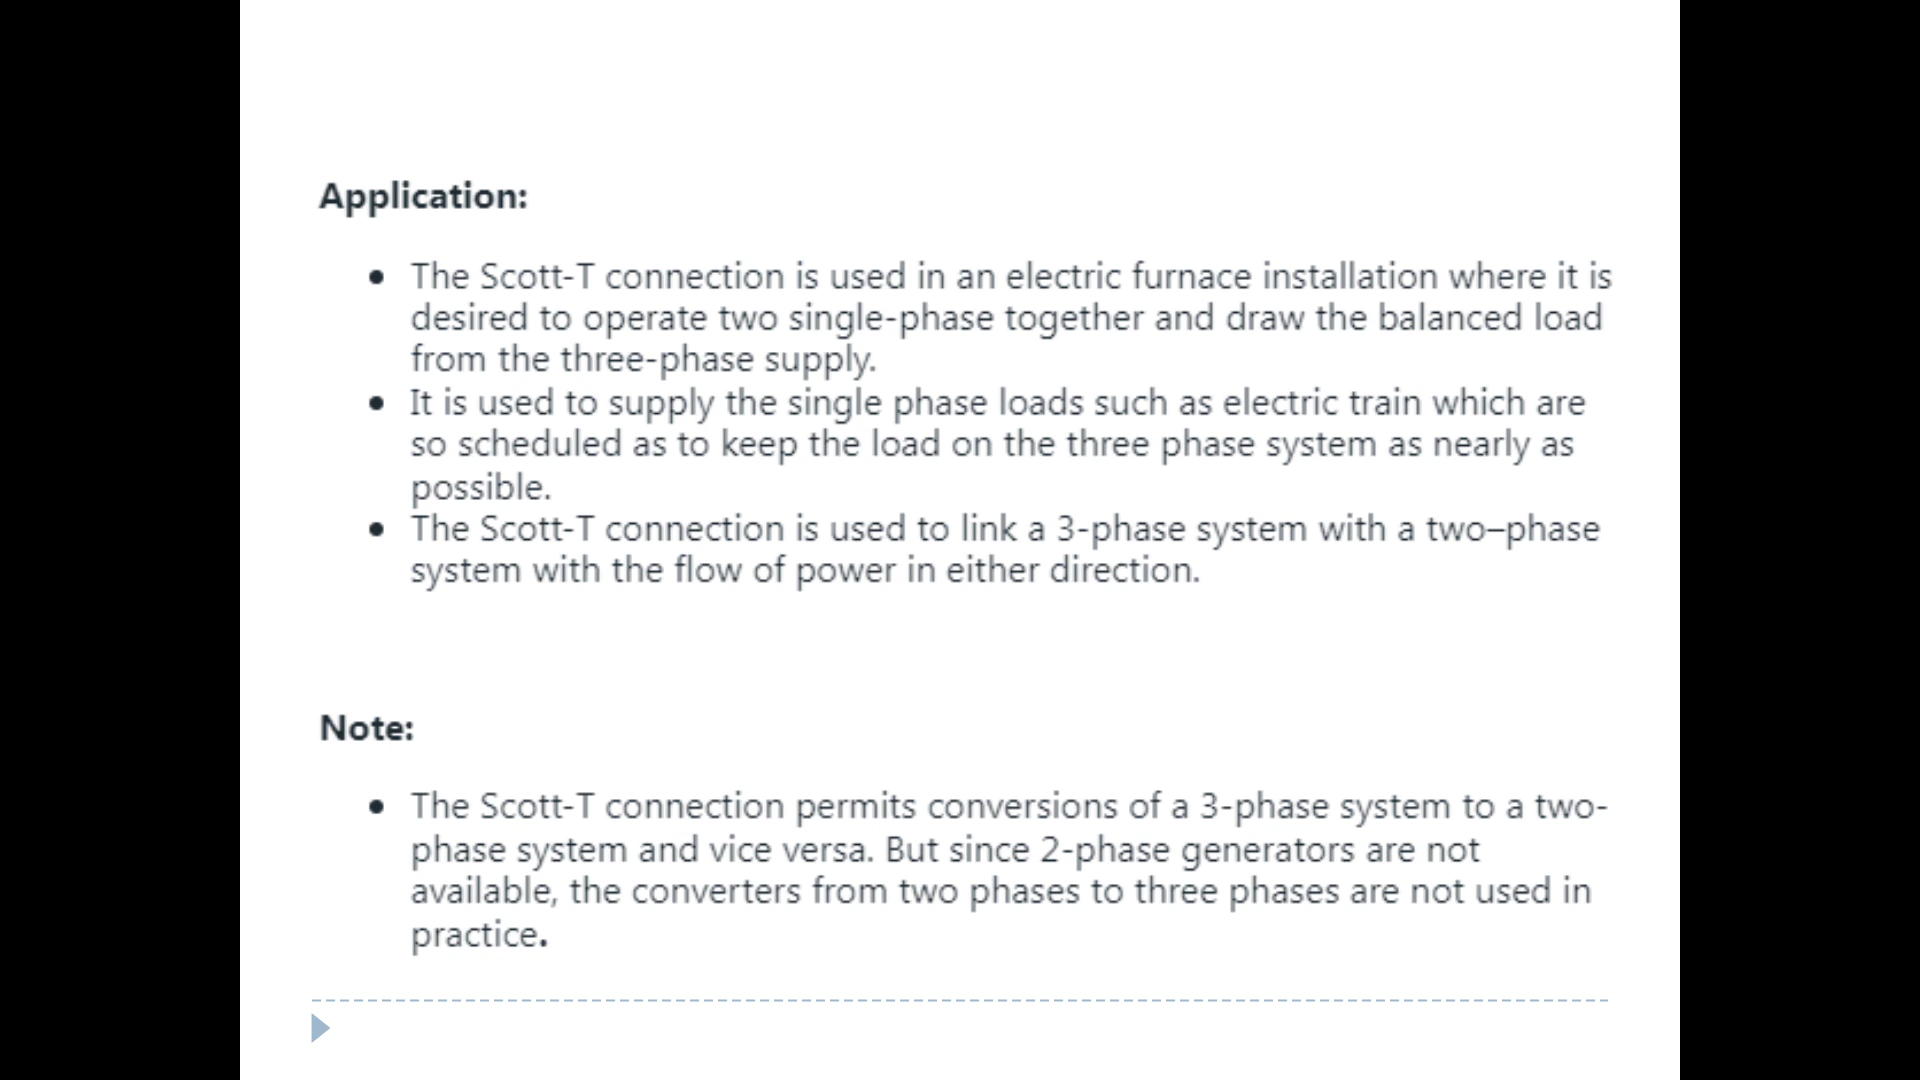 Application:
• The Scott-T connection is used in an electric furnace installation where it is
desired to operate two single-phase together and draw the balanced load
from the three-phase supply.
• It is used to supply the single phase loads such as electric train which are
so scheduled as to keep the load on the three phase system as nearly as
possible.
• The Scott-T connection is used to link a 3-phase system with a two–phase
system with the flow of power in either direction.
Note:
• The Scott-T connection permits conversions of a 3-phase system to a two-
phase system and vice versa. But since 2-phase generators are not
available, the converters from two phases to three phases are not used in
practice.